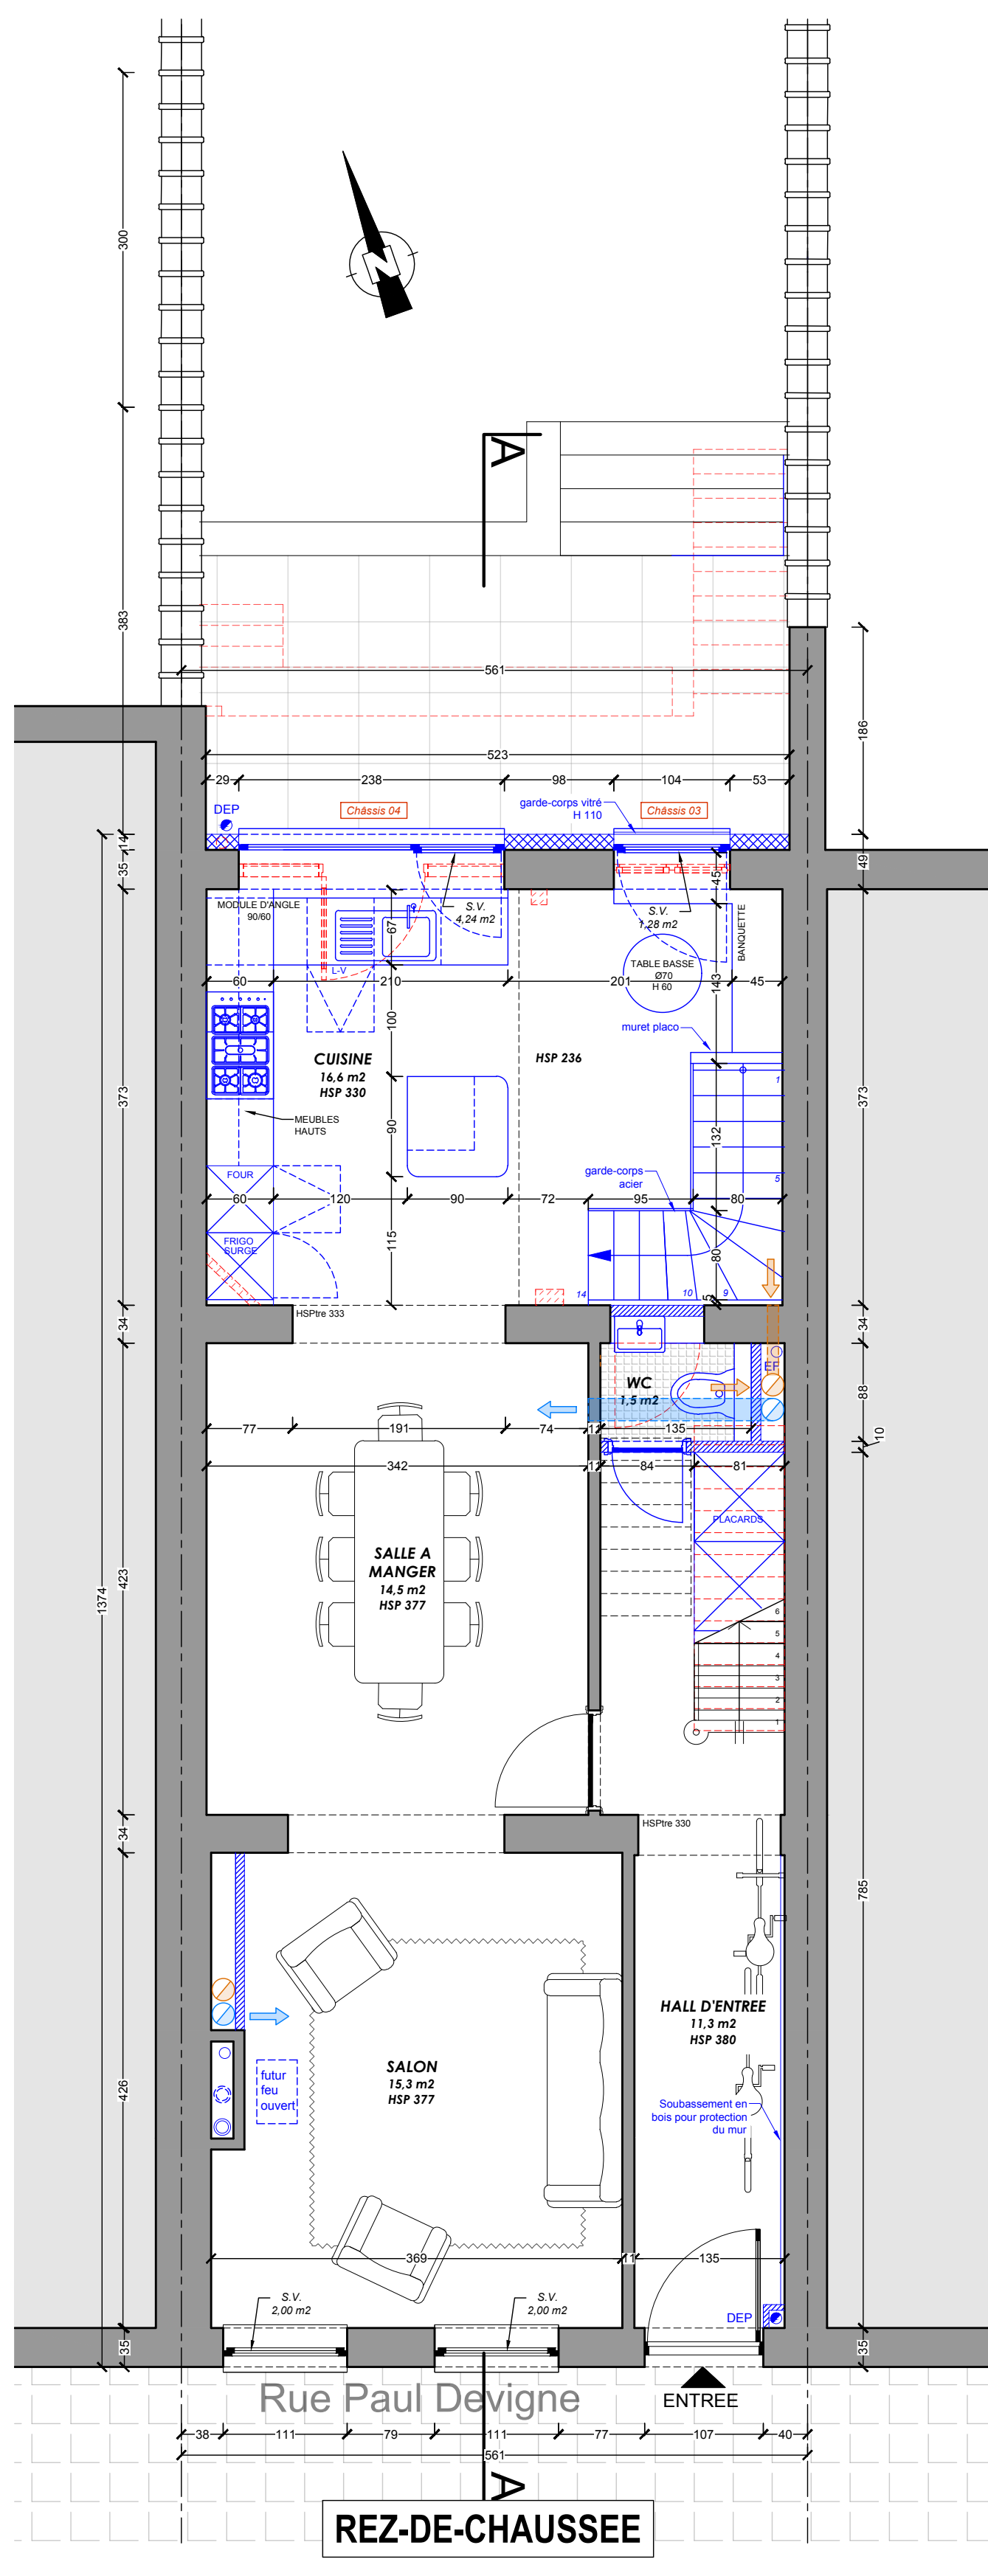 300
N
A
383
561
186
523
29 238 98 104 53
DEP
Châssis 04
garde-corps vitré
H 110
Châssis 03
14
35
49
45
MODULE D'ANGLE
90/60
S.V.
4,24 m2
S.V.
1,28 m2
BANQUETTE
67
L-V
TABLE BASSE
Ø70
H 60
60 210 201 45
143
100
muret placo
CUISINE
16,6 m2
HSP 330
HSP 236
1
373
373
MEUBLES
HAUTS
90
132
FOUR
garde-corps
acier
5
60 120 90 72 95 80
FRIGO
SURGE
115
80
14 10 9
5
HSPtre 333
34
34
WC
1,5 m2
EF
88
77 191 74 11 135
10
342 11 84 81
PLACARDS
SALLE A
MANGER
14,5 m2
HSP 377
423
1374
6
5
4
3
2
1
34
HSPtre 330
785
HALL D'ENTREE
11,3 m2
HSP 380
SALON
15,3 m2
HSP 377
futur
feu
ouvert
426
Soubassement en
bois pour protection
du mur
369 11 135
S.V.
2,00 m2
S.V.
2,00 m2
DEP
35
35
Rue Paul Devigne
ENTREE
38 111 79 111 77 107 40
561
A
REZ-DE-CHAUSSEE